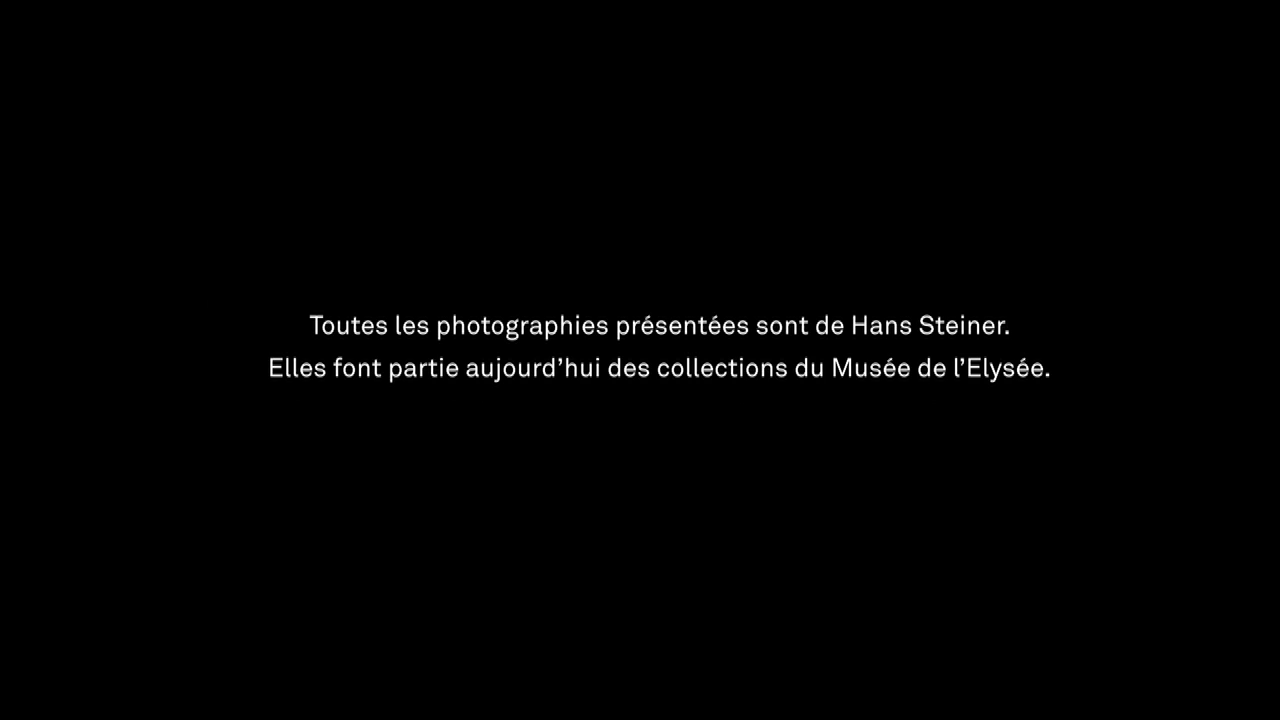 Toutes les photographies présentées sont de Hans Steiner.
Elles font partie aujourd’hui des collections du Musée de l’Elysée.